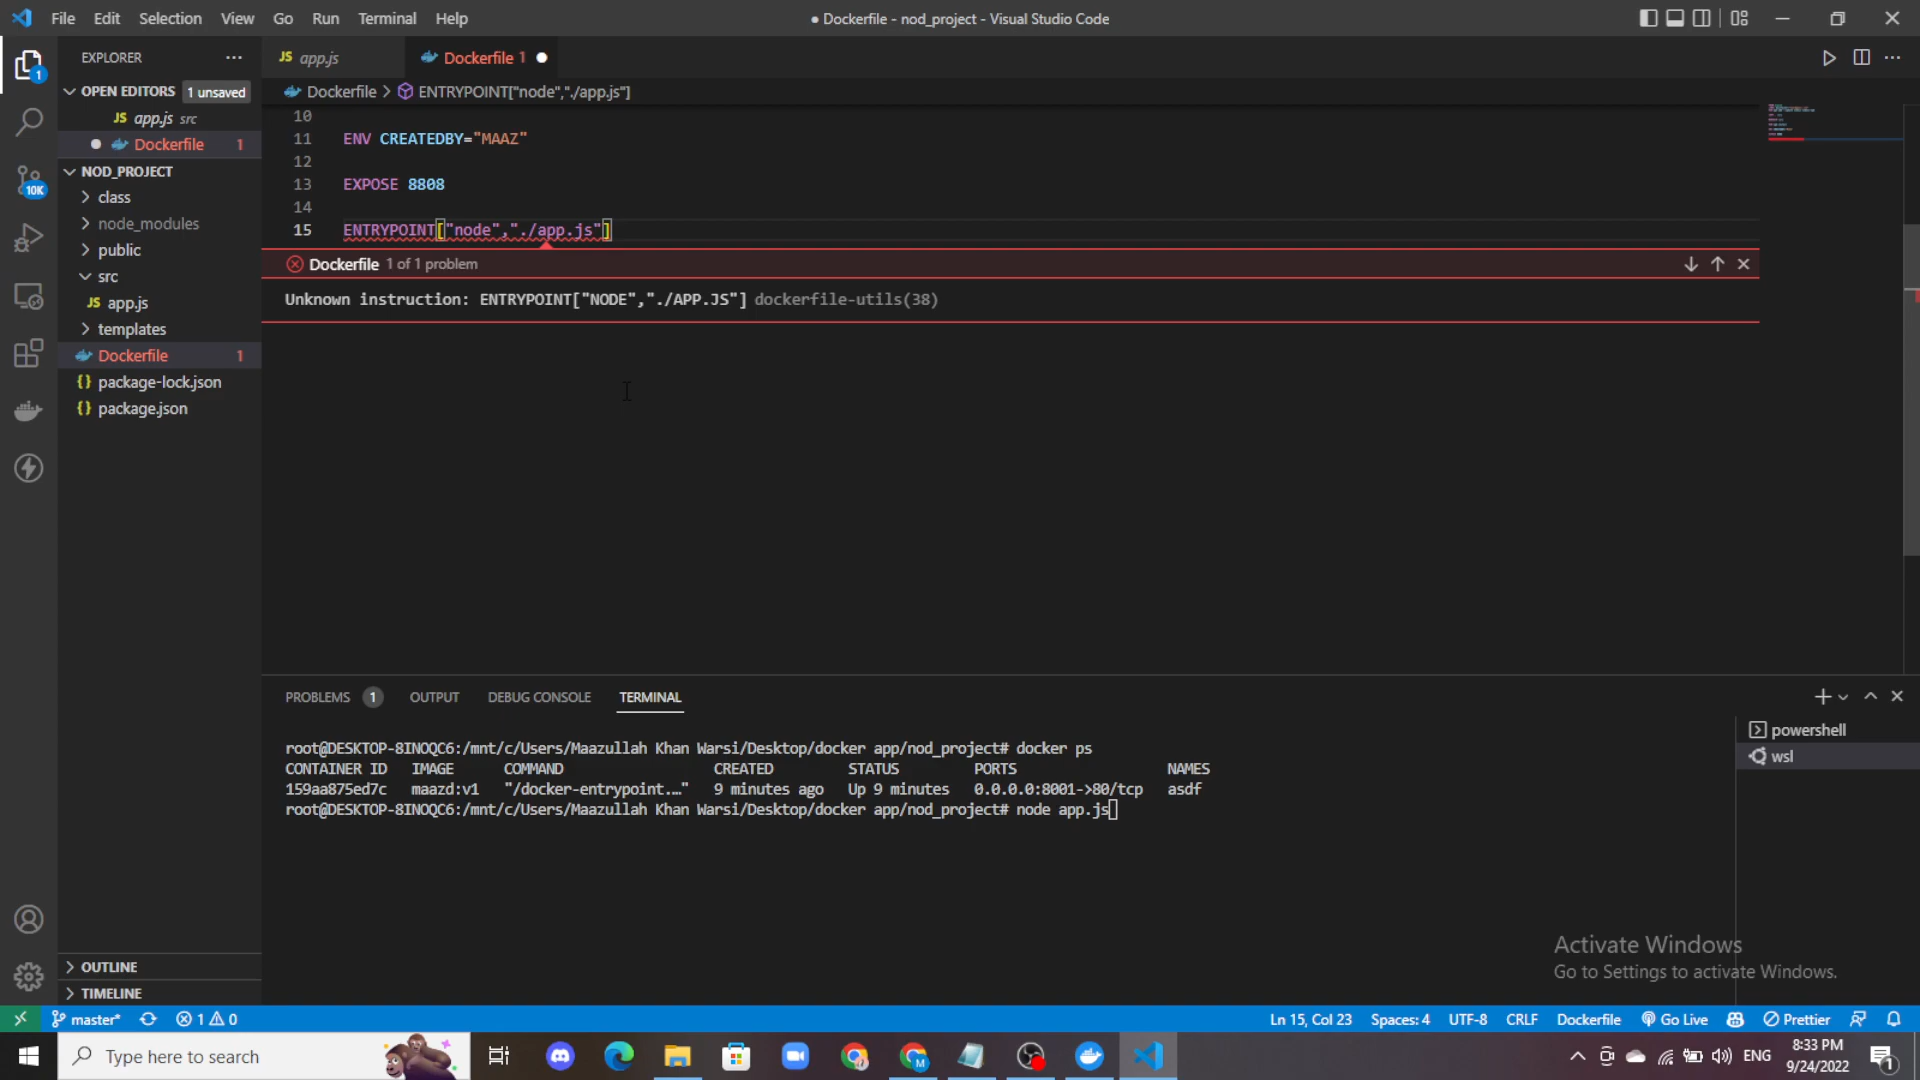 File Edit Selection View Go Run Terminal Help
● Dockerfile - nod_project - Visual Studio Code
EXPLORER
JS app.js
Dockerfile 1
OPEN EDITORS 1 unsaved
Dockerfile > ENTRYPOINT["node","./app.js"]
JS app.js src
Dockerfile 1
NOD_PROJECT
class
node_modules
public
src
JS app.js
templates
Dockerfile 1
{} package-lock.json
{} package.json
1
10K
10
11 ENV CREATEDBY="MAAZ"
12
13 EXPOSE 8808
14
15 ENTRYPOINT["node","./app.js"]
Dockerfile 1 of 1 problem
Unknown instruction: ENTRYPOINT["NODE","./APP.JS"] dockerfile-utils(38)
PROBLEMS 1 OUTPUT DEBUG CONSOLE TERMINAL
root@DESKTOP-8INOQC6:/mnt/c/Users/Maazullah Khan Warsi/Desktop/docker app/nod_project# docker ps
CONTAINER ID IMAGE COMMAND CREATED STATUS PORTS NAMES
159aa875ed7c maazd:v1 "/docker-entrypoint.…" 9 minutes ago Up 9 minutes 0.0.0.0:8001->80/tcp asdf
root@DESKTOP-8INOQC6:/mnt/c/Users/Maazullah Khan Warsi/Desktop/docker app/nod_project# node app.js
powershell
wsl
Activate Windows
Go to Settings to activate Windows.
OUTLINE
TIMELINE
master* 1 0
Ln 15, Col 23 Spaces: 4 UTF-8 CRLF Dockerfile Go Live Prettier
Type here to search
M
ENG
8:33 PM
9/24/2022
1